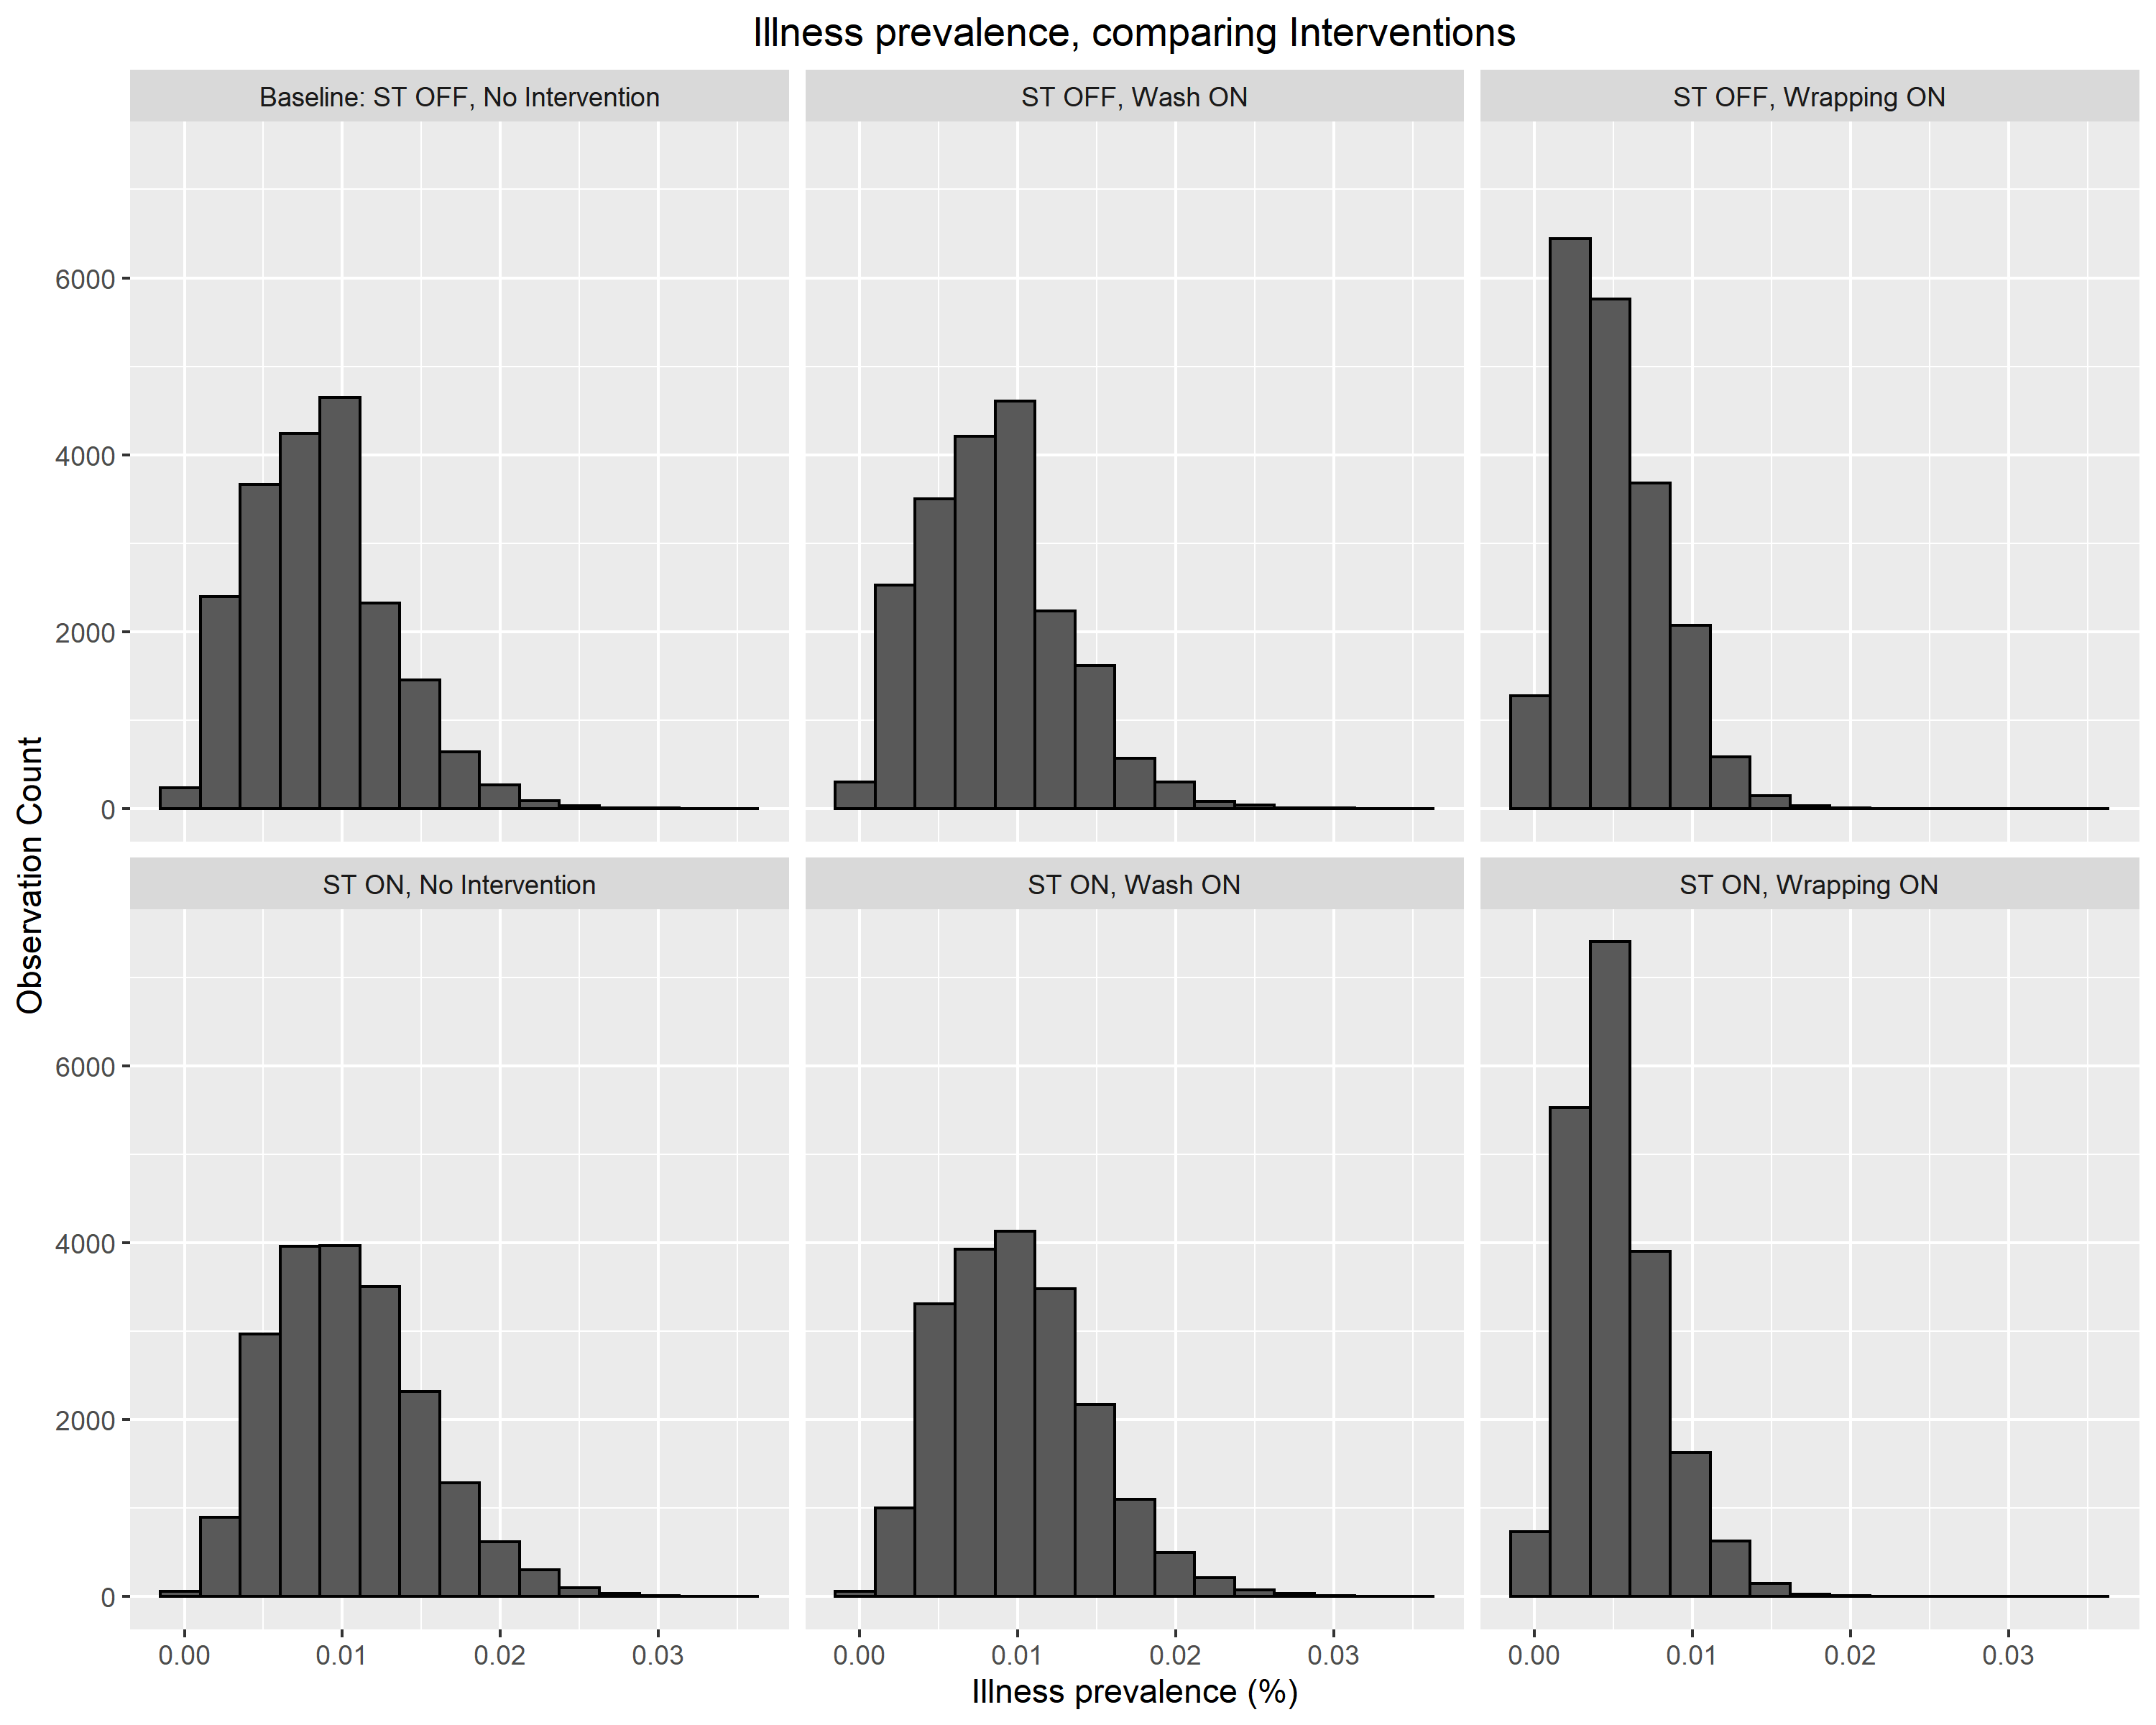 Illness prevalence, comparing Interventions
Baseline: ST OFF, No Intervention
ST OFF, Wash ON
ST OFF, Wrapping ON
6000
4000
2000
0
Observation Count
ST ON, No Intervention
ST ON, Wash ON
ST ON, Wrapping ON
6000
4000
2000
0
0.00 0.01 0.02 0.03
0.00 0.01 0.02 0.03
0.00 0.01 0.02 0.03
Illness prevalence (%)